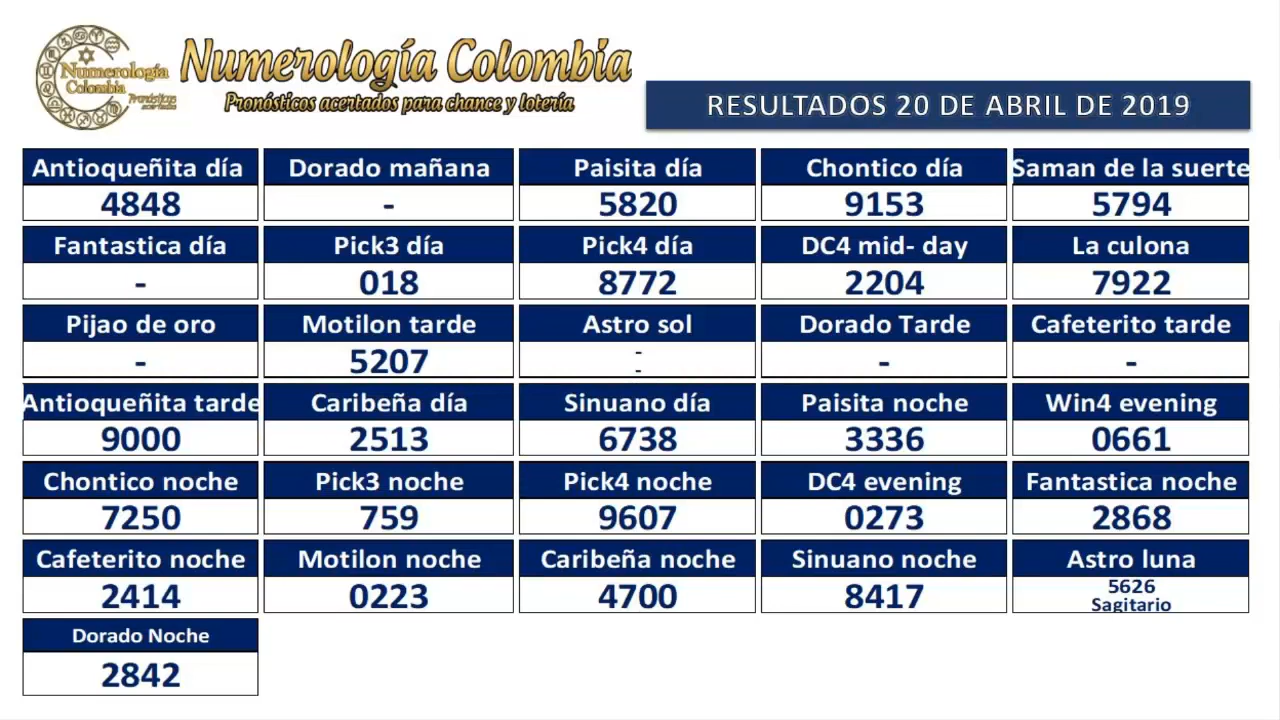 Numerología
Colombia
Pronósticos
Numerología Colombia
Pronósticos acertados para chance y lotería
RESULTADOS 20 DE ABRIL DE 2019
Antioqueñita día Dorado mañana Paisita día Chontico día Saman de la suerte
4848 - 5820 9153 5794
Fantastica día Pick3 día Pick4 día DC4 mid- day La culona
- 018 8772 2204 7922
Pijao de oro Motilon tarde Astro sol Dorado Tarde Cafeterito tarde
- 5207 - - - -
Antioqueñita tarde Caribeña día Sinuano día Paisita noche Win4 evening
9000 2513 6738 3336 0661
Chontico noche Pick3 noche Pick4 noche DC4 evening Fantastica noche
7250 759 9607 0273 2868
Cafeterito noche Motilon noche Caribeña noche Sinuano noche Astro luna
2414 0223 4700 8417 5626
Sagitario
Dorado Noche
2842